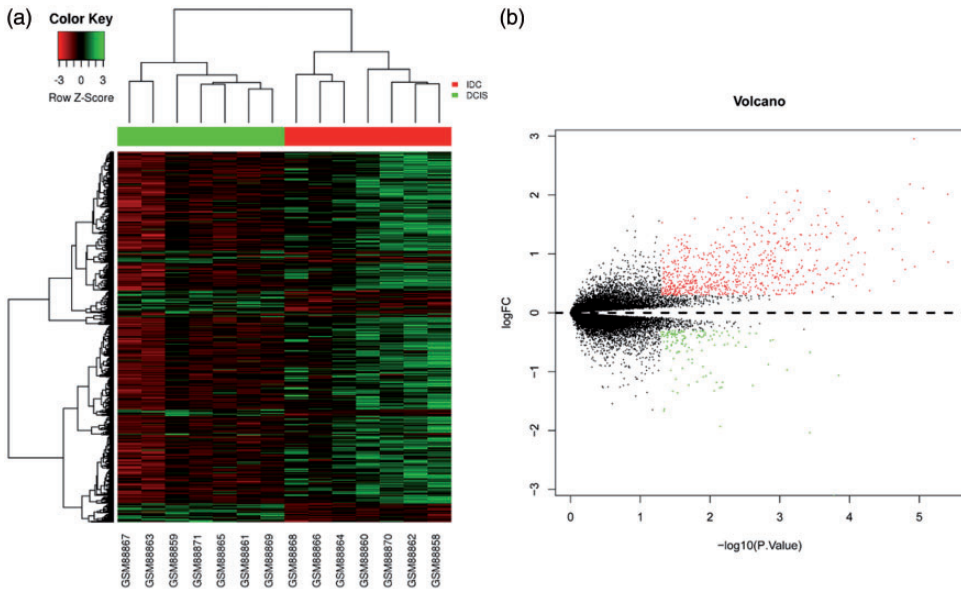 (a)
Color Key
-3 0 3
Row Z-Score
IDC
DCIS
GSM88867
GSM88863
GSM88859
GSM88871
GSM88865
GSM88861
GSM88869
GSM88868
GSM88866
GSM88864
GSM88860
GSM88870
GSM88862
GSM88858
(b)
Volcano
logFC
3
2
1
0
-1
-2
-3
0 1 2 3 4 5
-log10(P.Value)